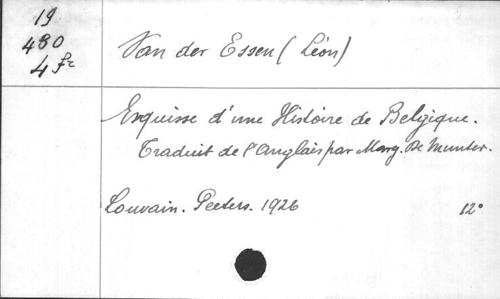 19
480
4 fr
Van der Essen (Léon)
Esquisse d'une Histoire de Belgique.
Traduit de l'Anglais par Marg. De Munter.
Louvain. Peeters. 1926 12°